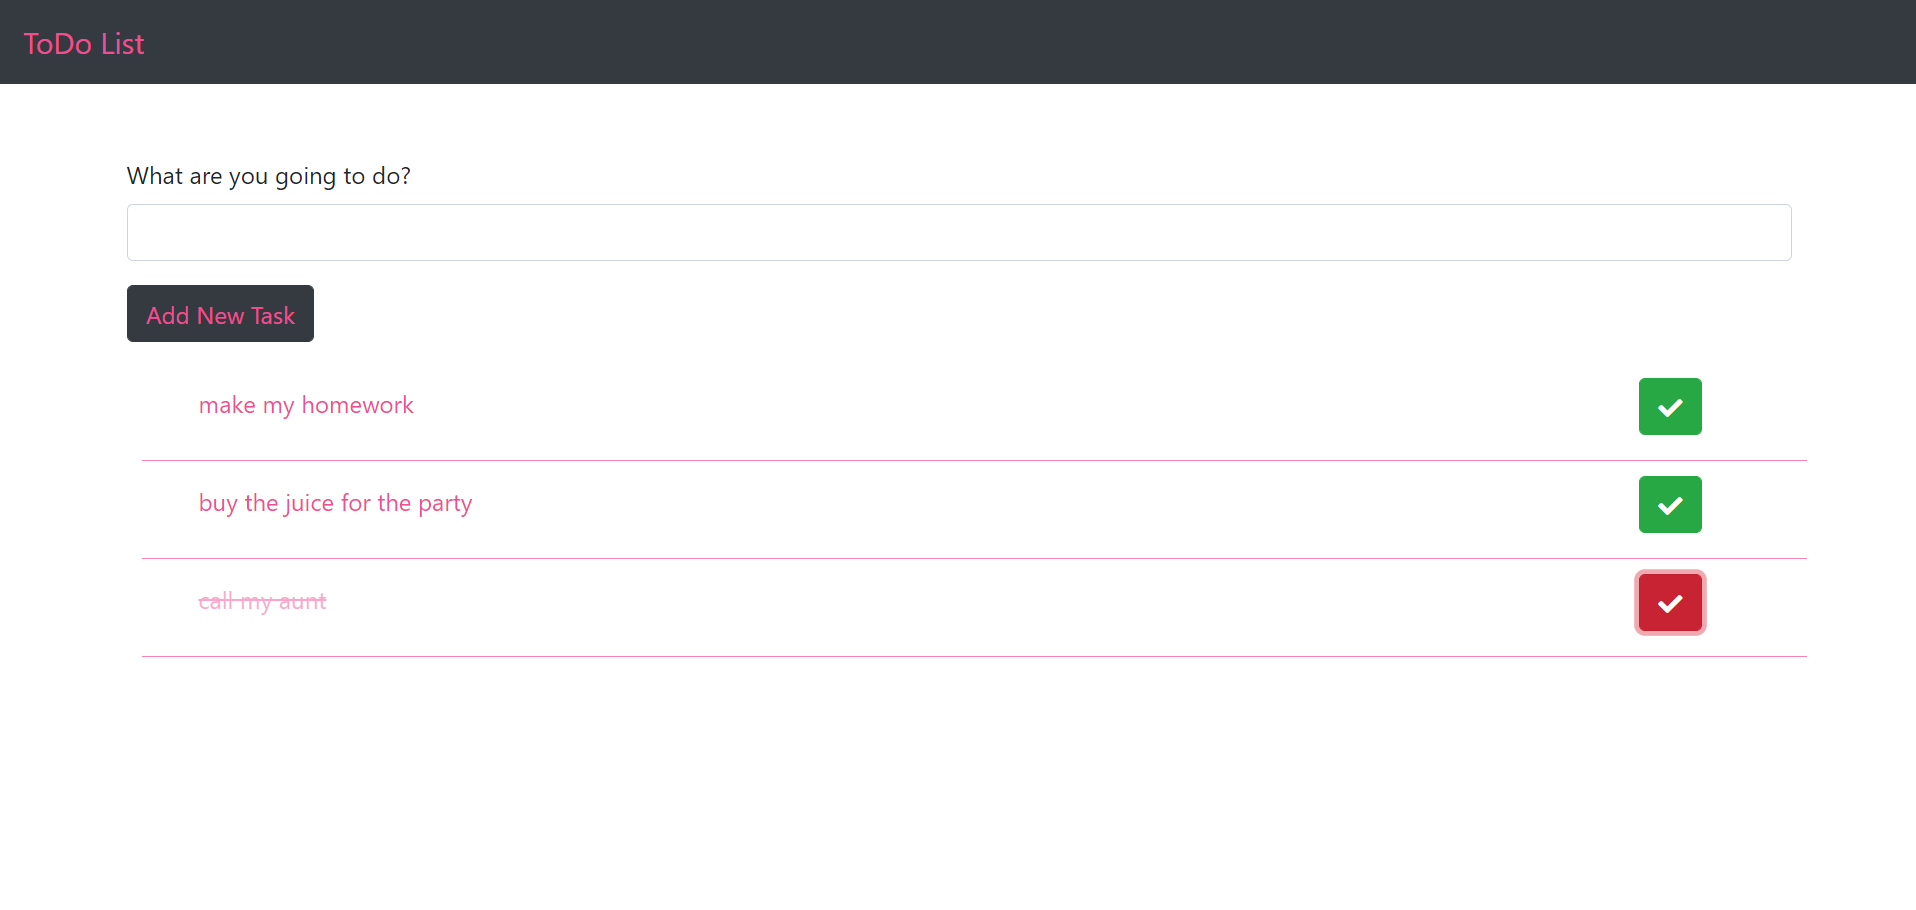 ToDo List
What are you going to do?
Add New Task
make my homework
buy the juice for the party
call my aunt